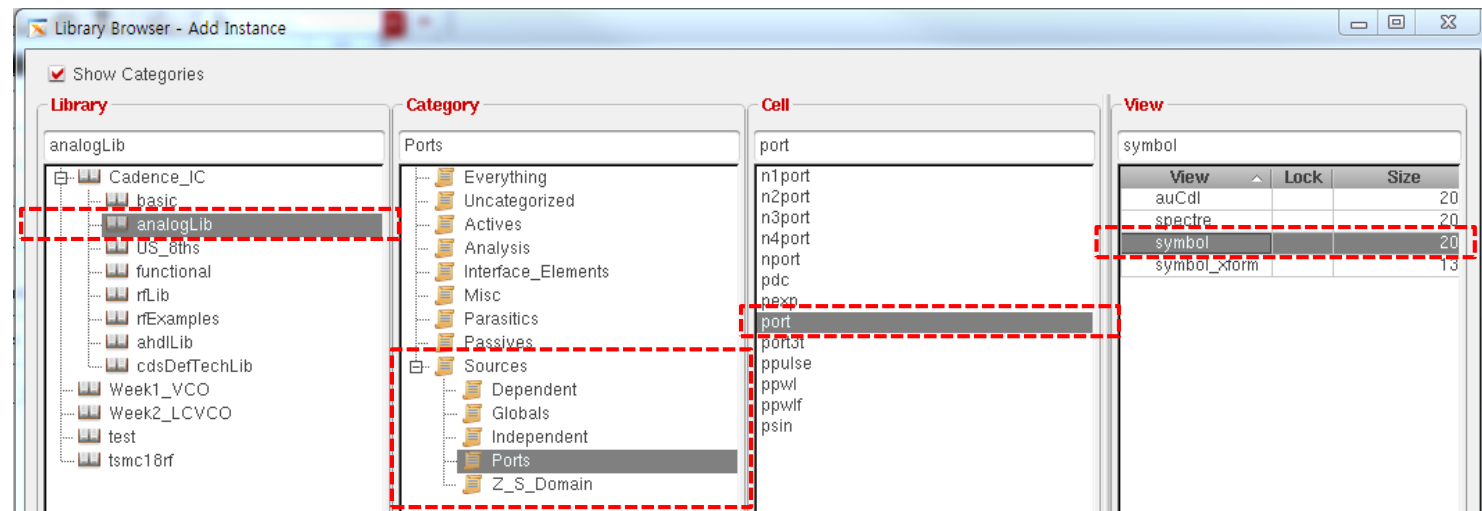 Library Browser - Add Instance
Show Categories
Library
analogLib
Cadence_IC
basic
analogLib
US_8ths
functional
rfLib
rfExamples
ahdlLib
cdsDefTechLib
Week1_VCO
Week2_LCVCO
test
tsmc18rf
Category
Ports
Everything
Uncategorized
Actives
Analysis
Interface_Elements
Misc
Parasitics
Passives
Sources
Dependent
Globals
Independent
Ports
Z_S_Domain
Cell
port
n1port
n2port
n3port
n4port
nport
pdc
pexp
port
port3t
ppulse
ppwl
ppwlf
psin
View
symbol
View Lock Size
auCdl 20
spectre 20
symbol 20
symbol_xform 13